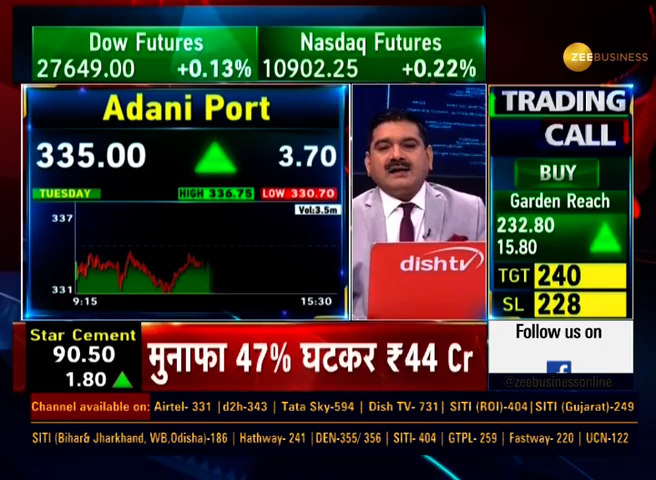 Dow Futures
27649.00 +0.13%
Nasdaq Futures
10902.25 +0.22%
ZEEBUSINESS
Adani Port
335.00 3.70
TUESDAY HIGH 336.75 LOW 330.70
Vol:3.5m
337
331
9:15 15:30
dishtv
TRADING
CALL
BUY
Garden Reach
232.80
15.80
TGT 240
SL 228
Star Cement
90.50
1.80
मुनाफा 47% घटकर ₹44 Cr
Follow us on
@zeebusinessonline
Channel available on: Airtel- 331 |d2h-343 | Tata Sky-594 | Dish TV- 731| SITI (ROI)-404|SITI (Gujarat)-249
SITI (Bihar& Jharkhand, WB,Odisha)-186 | Hathway- 241 |DEN-355/ 356 | SITI- 404 | GTPL- 259 | Fastway- 220 | UCN-122